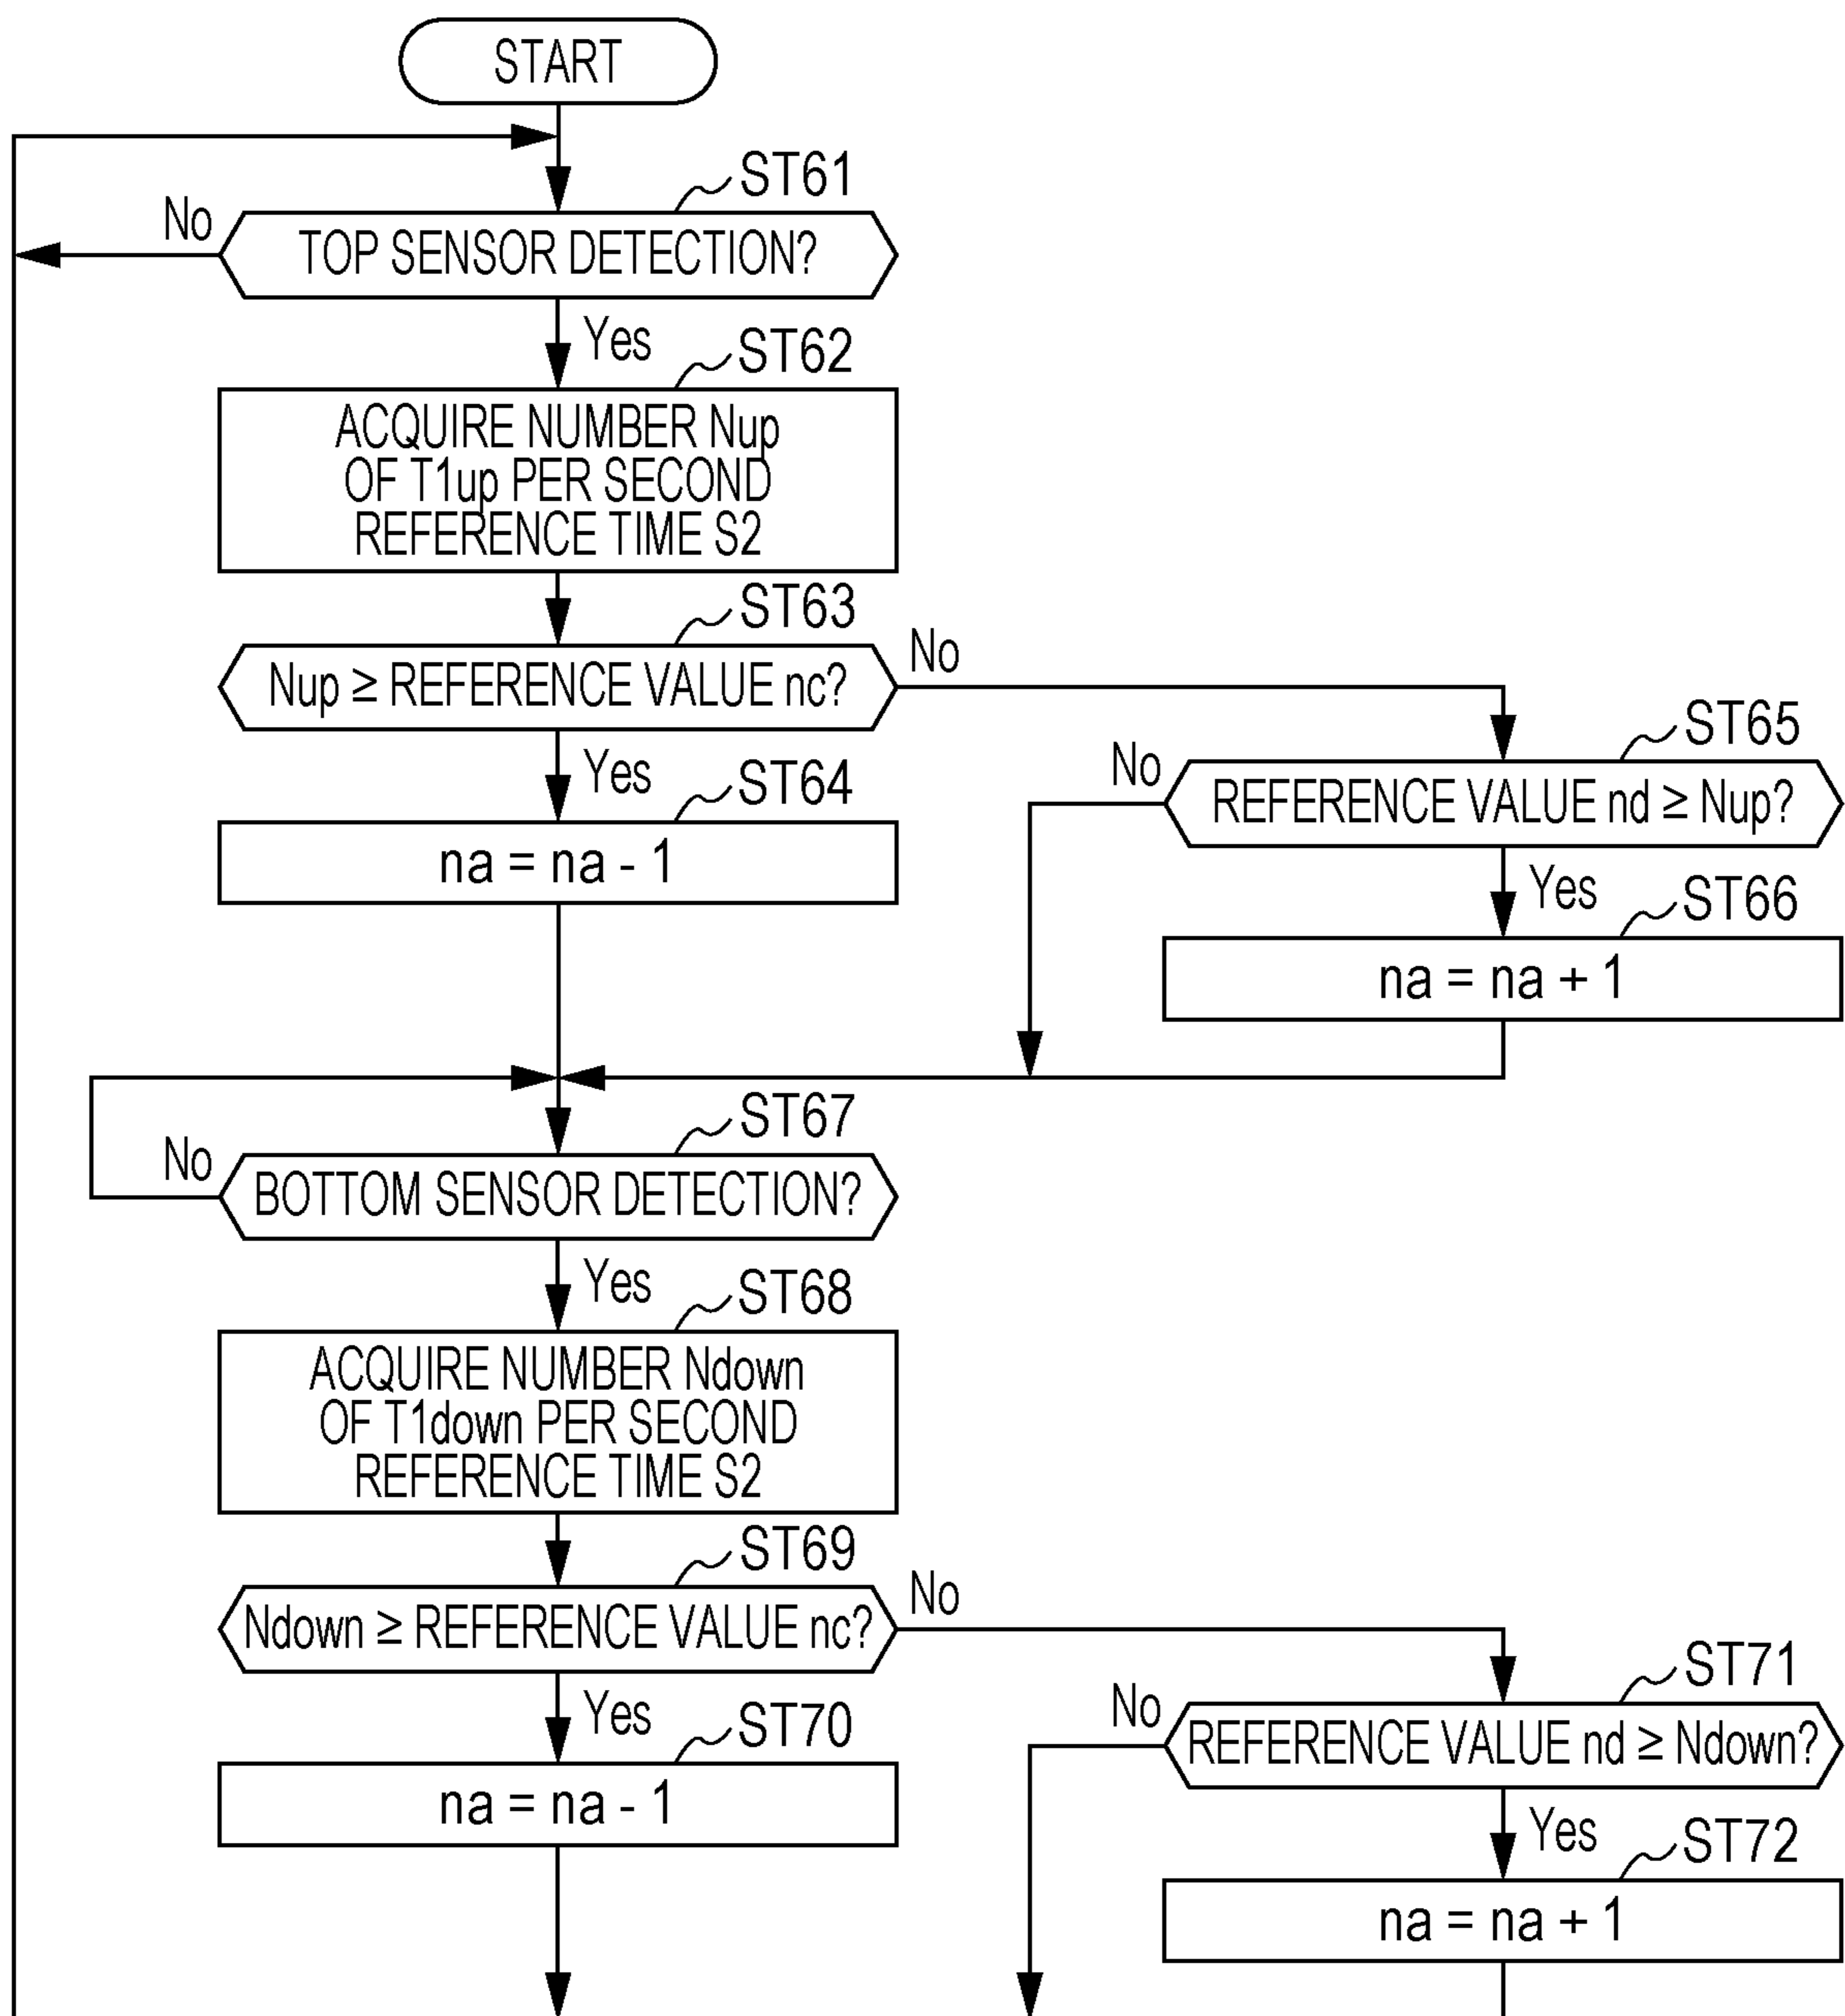 START
ST61
No
TOP SENSOR DETECTION?
Yes
ST62
ACQUIRE NUMBER Nup
OF T1up PER SECOND
REFERENCE TIME S2
ST63
Nup ≥ REFERENCE VALUE nc?
No
Yes
ST64
na = na - 1
ST65
No
REFERENCE VALUE nd ≥ Nup?
Yes
ST66
na = na + 1
ST67
No
BOTTOM SENSOR DETECTION?
Yes
ST68
ACQUIRE NUMBER Ndown
OF T1down PER SECOND
REFERENCE TIME S2
ST69
Ndown ≥ REFERENCE VALUE nc?
No
Yes
ST70
na = na - 1
ST71
No
REFERENCE VALUE nd ≥ Ndown?
Yes
ST72
na = na + 1